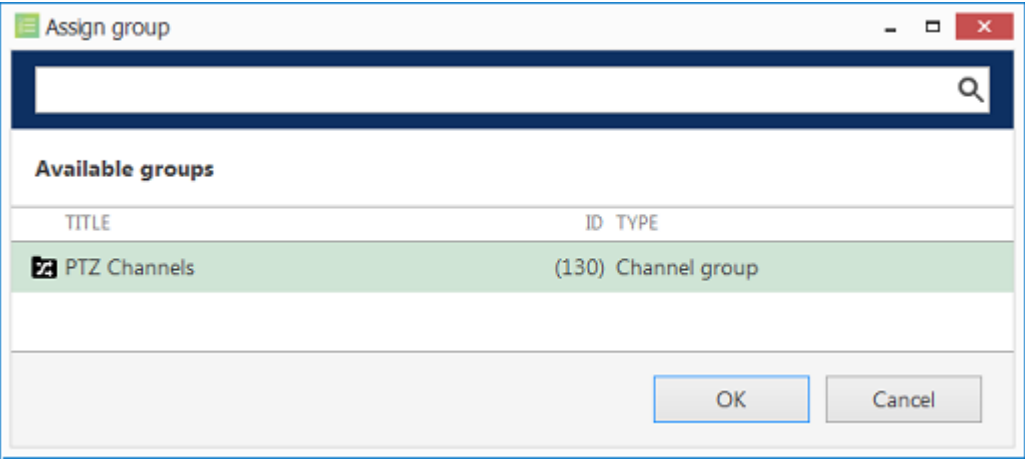 Assign group
Available groups
TITLE ID TYPE
PTZ Channels (130) Channel group
OK Cancel